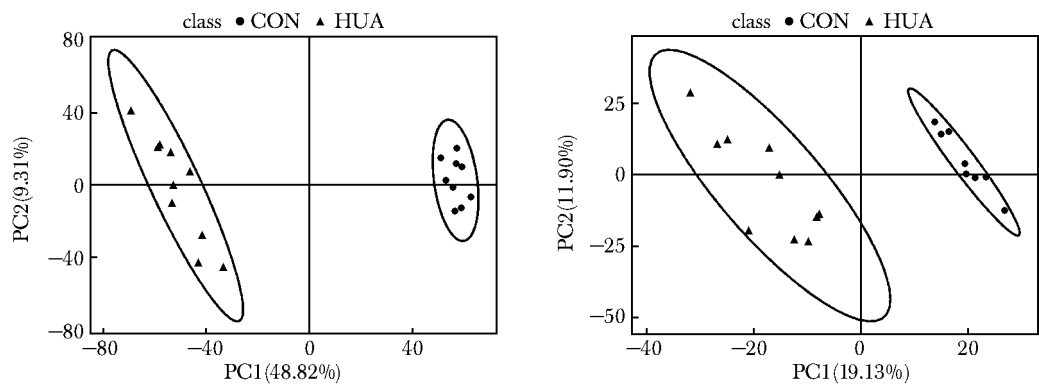 class ● CON ▲ HUA
80
40
0
−40
−80
PC2(9.31%)
−80 −40 0 40
PC1(48.82%)
class ● CON ▲ HUA
25
0
−25
−50
PC2(11.90%)
−40 −20 0 20
PC1(19.13%)